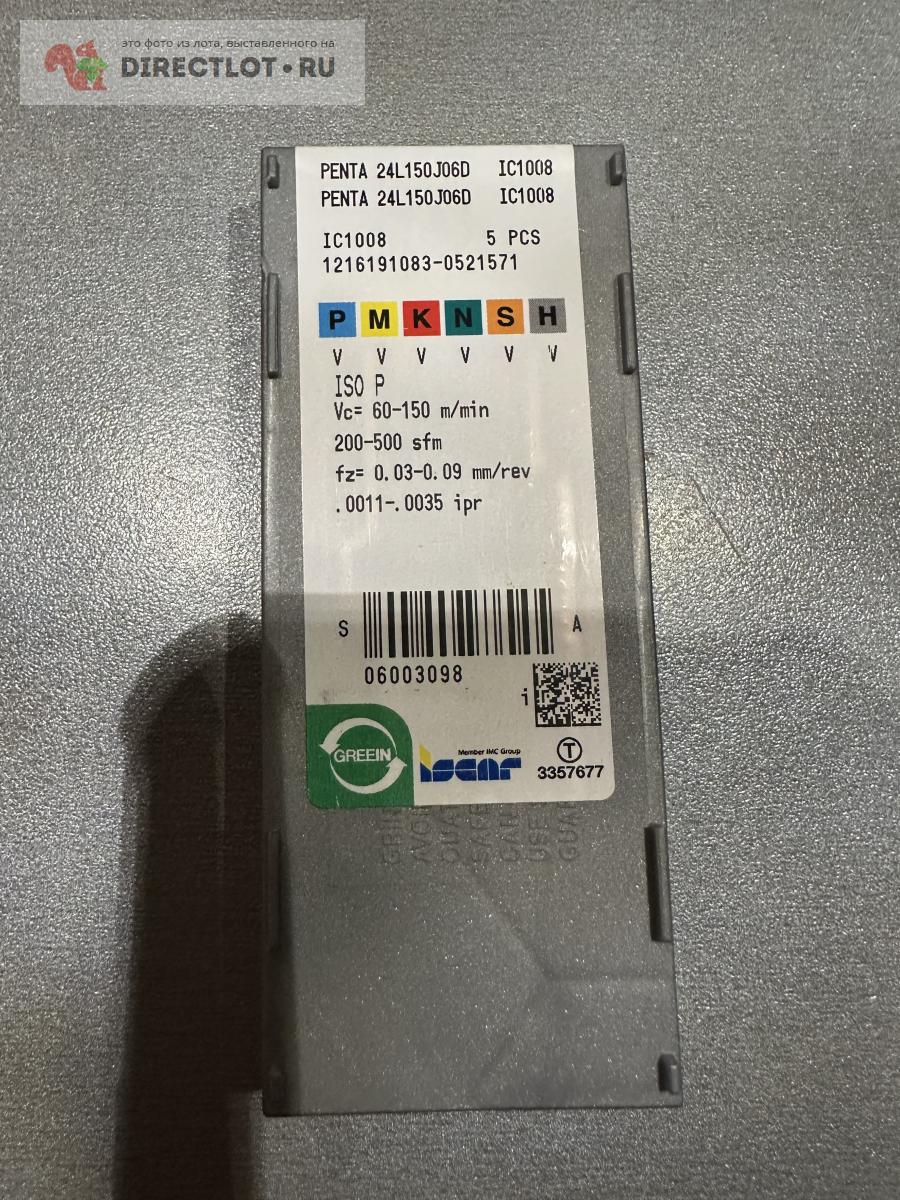 это фото из лота, выставленного на
DIRECTLOT•RU
PENTA 24L150J06D IC1008
PENTA 24L150J06D IC1008
IC1008 5 PCS
1216191083-0521571
P M K N S H
V V V V V V
ISO P
Vc= 60-150 m/min
200-500 sfm
fz= 0.03-0.09 mm/rev
.0011-.0035 ipr
S A
06003098
i
GREEIN
Member IMC Group
iscar
T
3357677